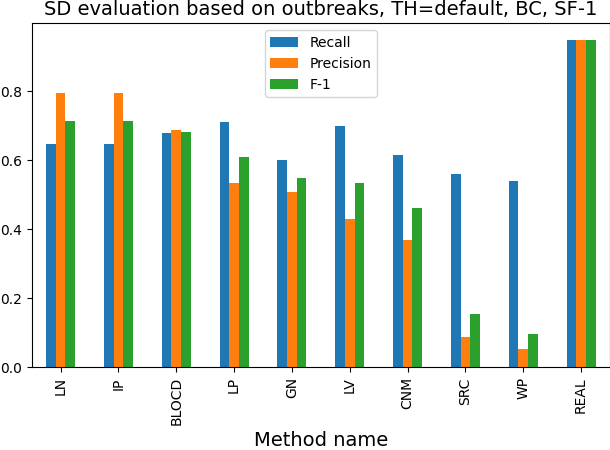 SD evaluation based on outbreaks, TH=default, BC, SF-1
Recall
Precision
F-1
0.8
0.6
0.4
0.2
0.0
LN
IP
BLOCD
LP
GN
LV
CNM
SRC
WP
REAL
Method name